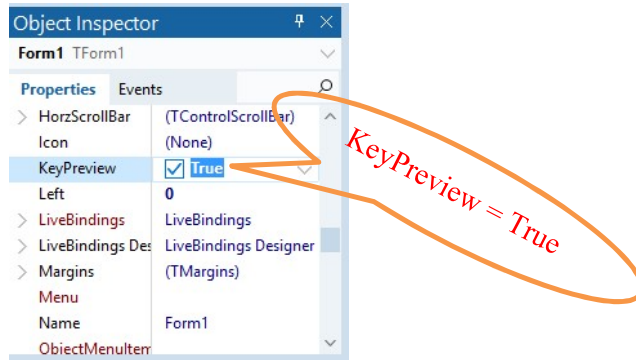 Object Inspector
Form1 TForm1
Properties Events
HorzScrollBar (TControlScrollBar)
Icon (None)
KeyPreview True
Left 0
LiveBindings LiveBindings
LiveBindings Des LiveBindings Designer
Margins (TMargins)
Menu
Name Form1
ObjectMenuItem
KeyPreview = True